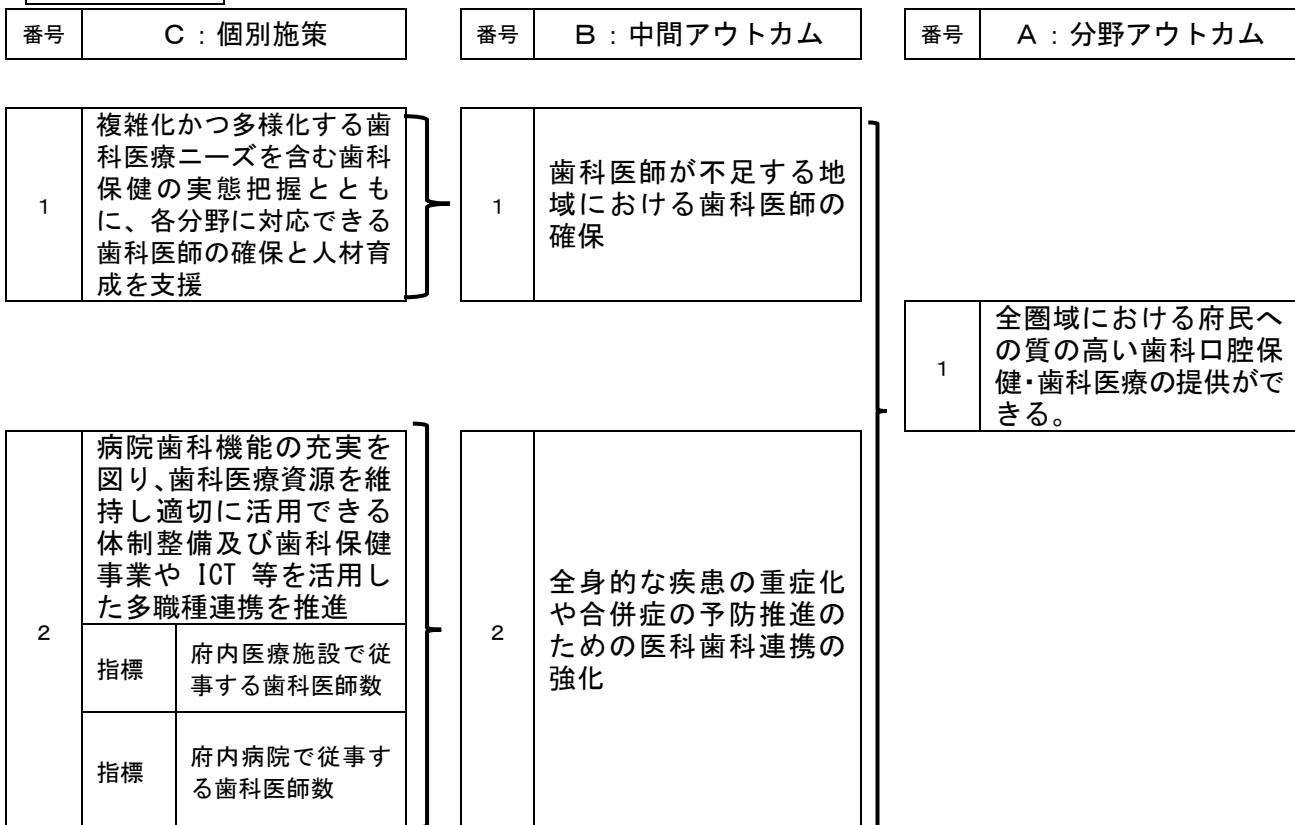 番号 C：個別施策 番号 B：中間アウトカム 番号 A：分野アウトカム
1
複雑化かつ多様化する歯
科医療ニーズを含む歯科
保健の実態把握ととも
に、各分野に対応できる
歯科医師の確保と人材育
成を支援
1
歯科医師が不足する地
域における歯科医師の
確保
1
全圏域における府民へ
の質の高い歯科口腔保
健・歯科医療の提供がで
きる。
2
病院歯科機能の充実を
図り、歯科医療資源を維
持し適切に活用できる
体制整備及び歯科保健
事業や ICT 等を活用し
た多職種連携を推進
指標
府内医療施設で従
事する歯科医師数
指標
府内病院で従事す
る歯科医師数
2
全身的な疾患の重症化
や合併症の予防推進の
ための医科歯科連携の
強化